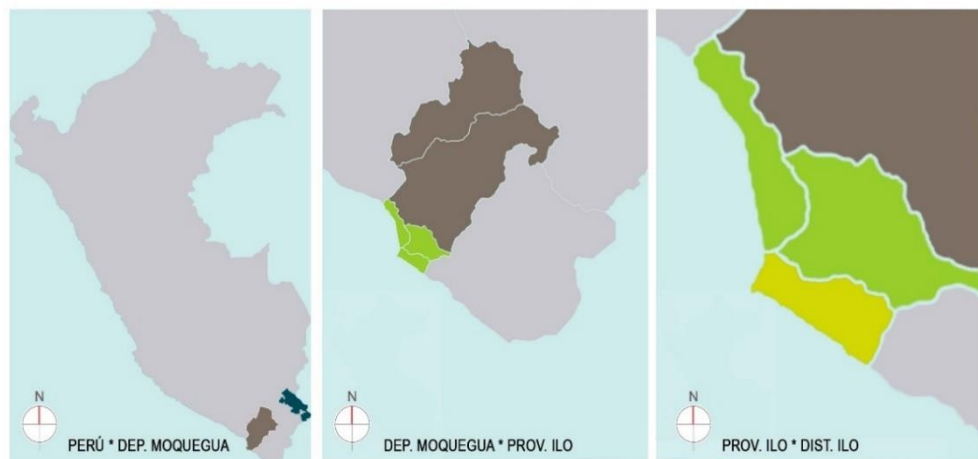 N
PERÚ * DEP. MOQUEGUA
N
DEP. MOQUEGUA * PROV. ILO
N
PROV. ILO * DIST. ILO